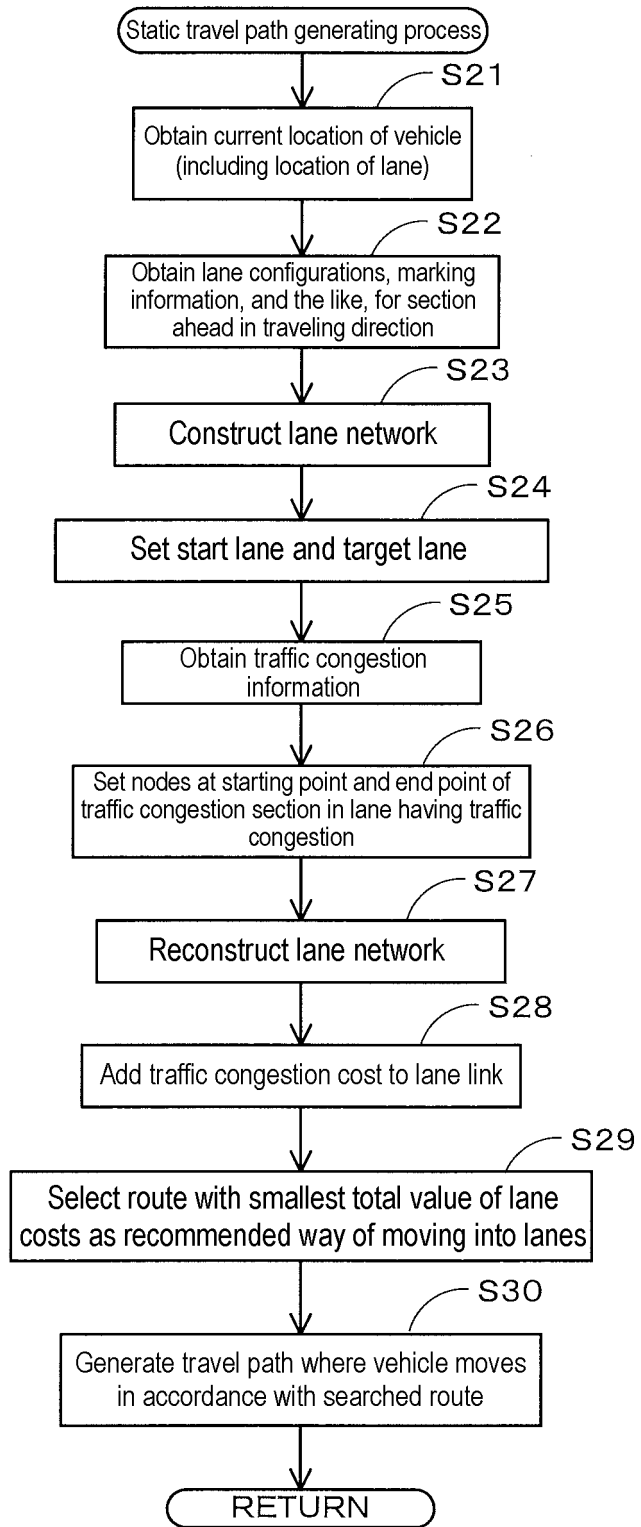 Static travel path generating process
S21
Obtain current location of vehicle
(including location of lane)
S22
Obtain lane configurations, marking
information, and the like, for section
ahead in traveling direction
S23
Construct lane network
S24
Set start lane and target lane
S25
Obtain traffic congestion
information
S26
Set nodes at starting point and end point of
traffic congestion section in lane having traffic
congestion
S27
Reconstruct lane network
S28
Add traffic congestion cost to lane link
S29
Select route with smallest total value of lane
costs as recommended way of moving into lanes
S30
Generate travel path where vehicle moves
in accordance with searched route
RETURN